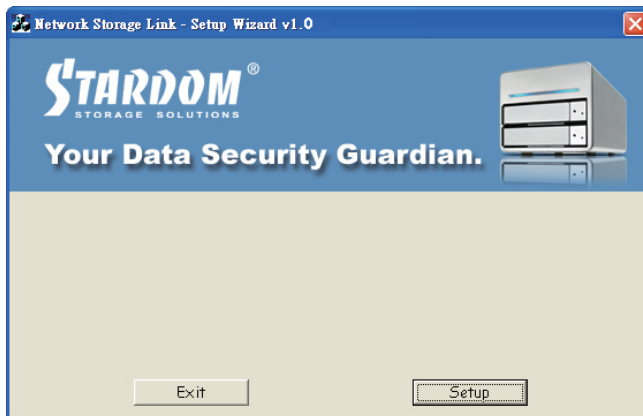 Network Storage Link - Setup Wizard v1.0
STARDOM®
STORAGE SOLUTIONS
Your Data Security Guardian.
Exit
Setup